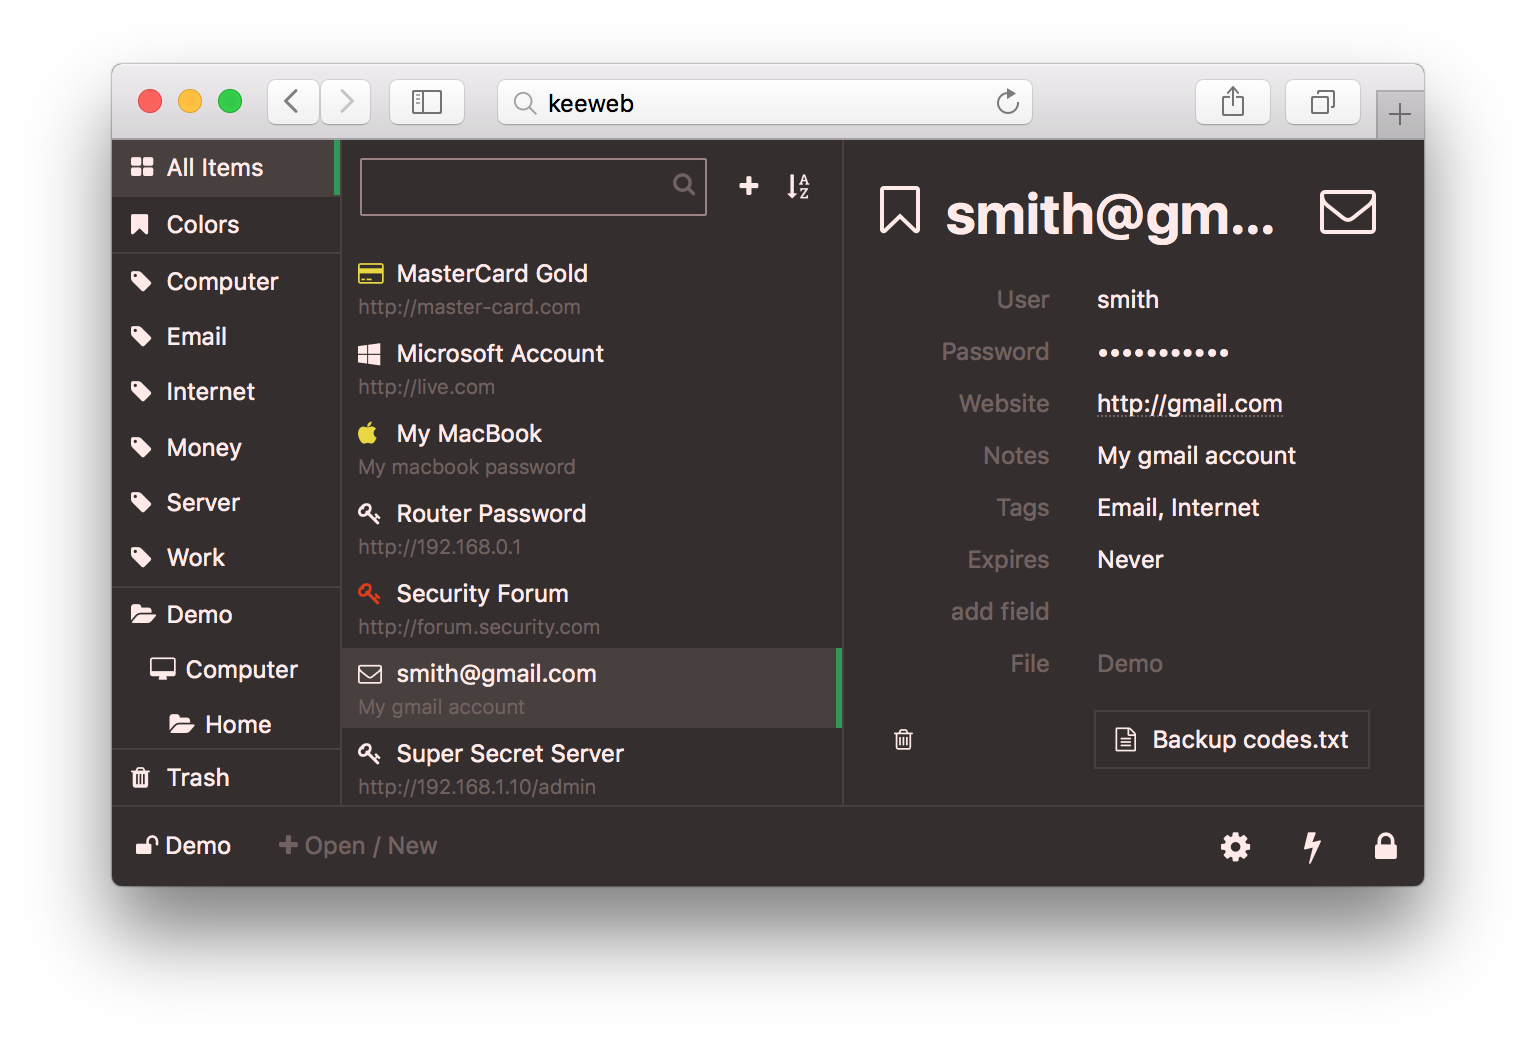 keeweb
All Items
Colors
Computer
Email
Internet
Money
Server
Work
Demo
Computer
Home
Trash
MasterCard Gold
http://master-card.com
Microsoft Account
http://live.com
My MacBook
My macbook password
Router Password
http://192.168.0.1
Security Forum
http://forum.security.com
smith@gmail.com
My gmail account
Super Secret Server
http://192.168.1.10/admin
smith@gm...
User smith
Password •••••••••••
Website http://gmail.com
Notes My gmail account
Tags Email, Internet
Expires Never
add field
File Demo
Backup codes.txt
Demo
Open / New